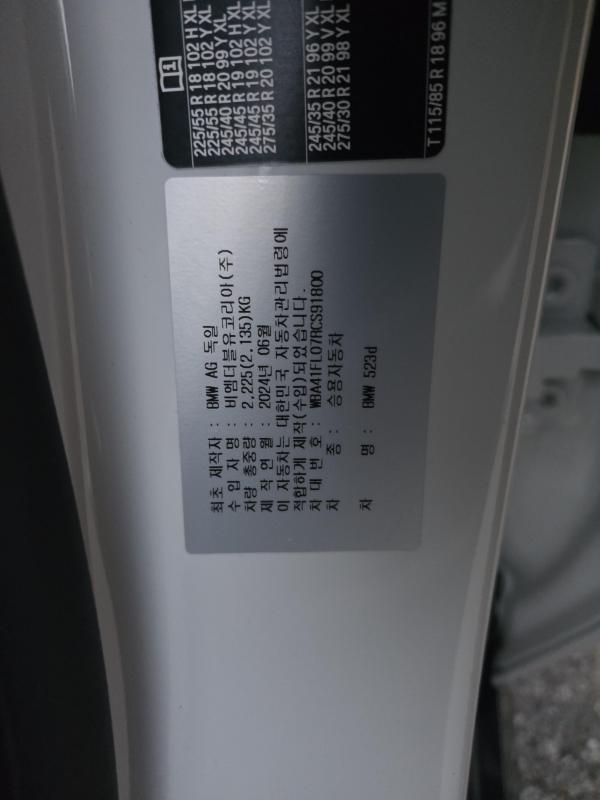 225/55 R 18 102 H XL
225/55 R 18 102 Y XL
245/40 R 20 99 Y XL
245/45 R 19 102 H XL
245/45 R 19 102 Y XL
275/35 R 20 102 Y XL
245/35 R 21 96 Y XL
245/40 R 20 99 V XL
275/30 R 21 98 Y XL
T115/85 R 18 96 M
최초 제작자 : BMW AG 독일
수 입 자 명 : 비엠더블유코리아(주)
차량 총중량 : 2,225(2,135)KG
제 작 연 월 : 2024년 06월
이 자동차는 대한민국 자동차관리법령에
적합하게 제작(수입)되었습니다.
차 대 번 호 : WBA41FL07RCS91800
차 종 : 승용자동차
차 명 : BMW 523d